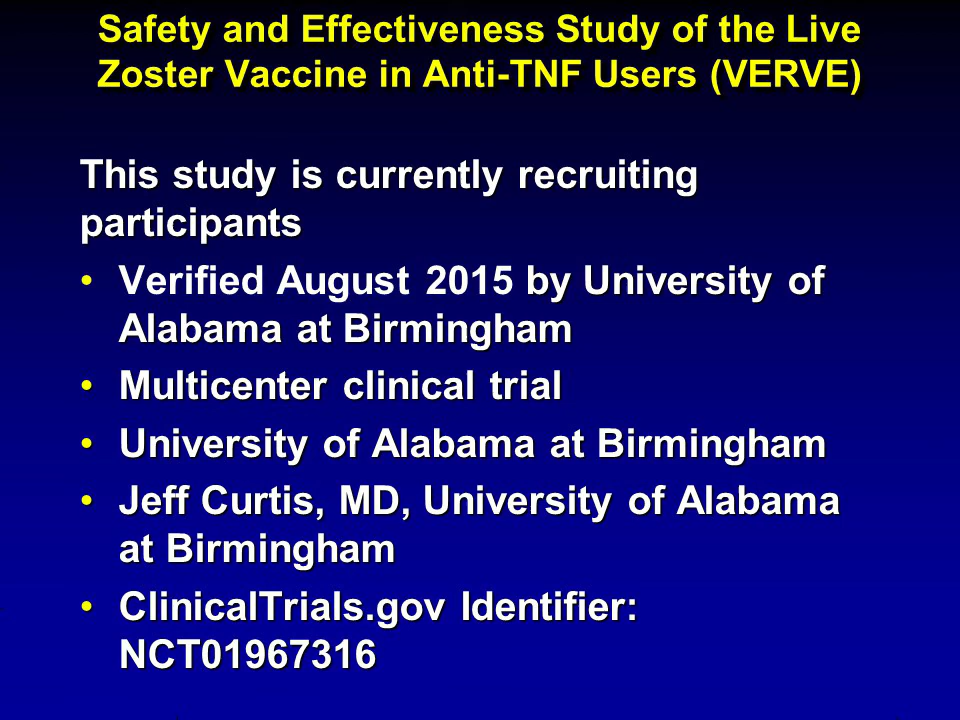 Safety and Effectiveness Study of the Live
Zoster Vaccine in Anti-TNF Users (VERVE)
This study is currently recruiting
participants
• Verified August 2015 by University of
Alabama at Birmingham
• Multicenter clinical trial
• University of Alabama at Birmingham
• Jeff Curtis, MD, University of Alabama
at Birmingham
• ClinicalTrials.gov Identifier:
NCT01967316